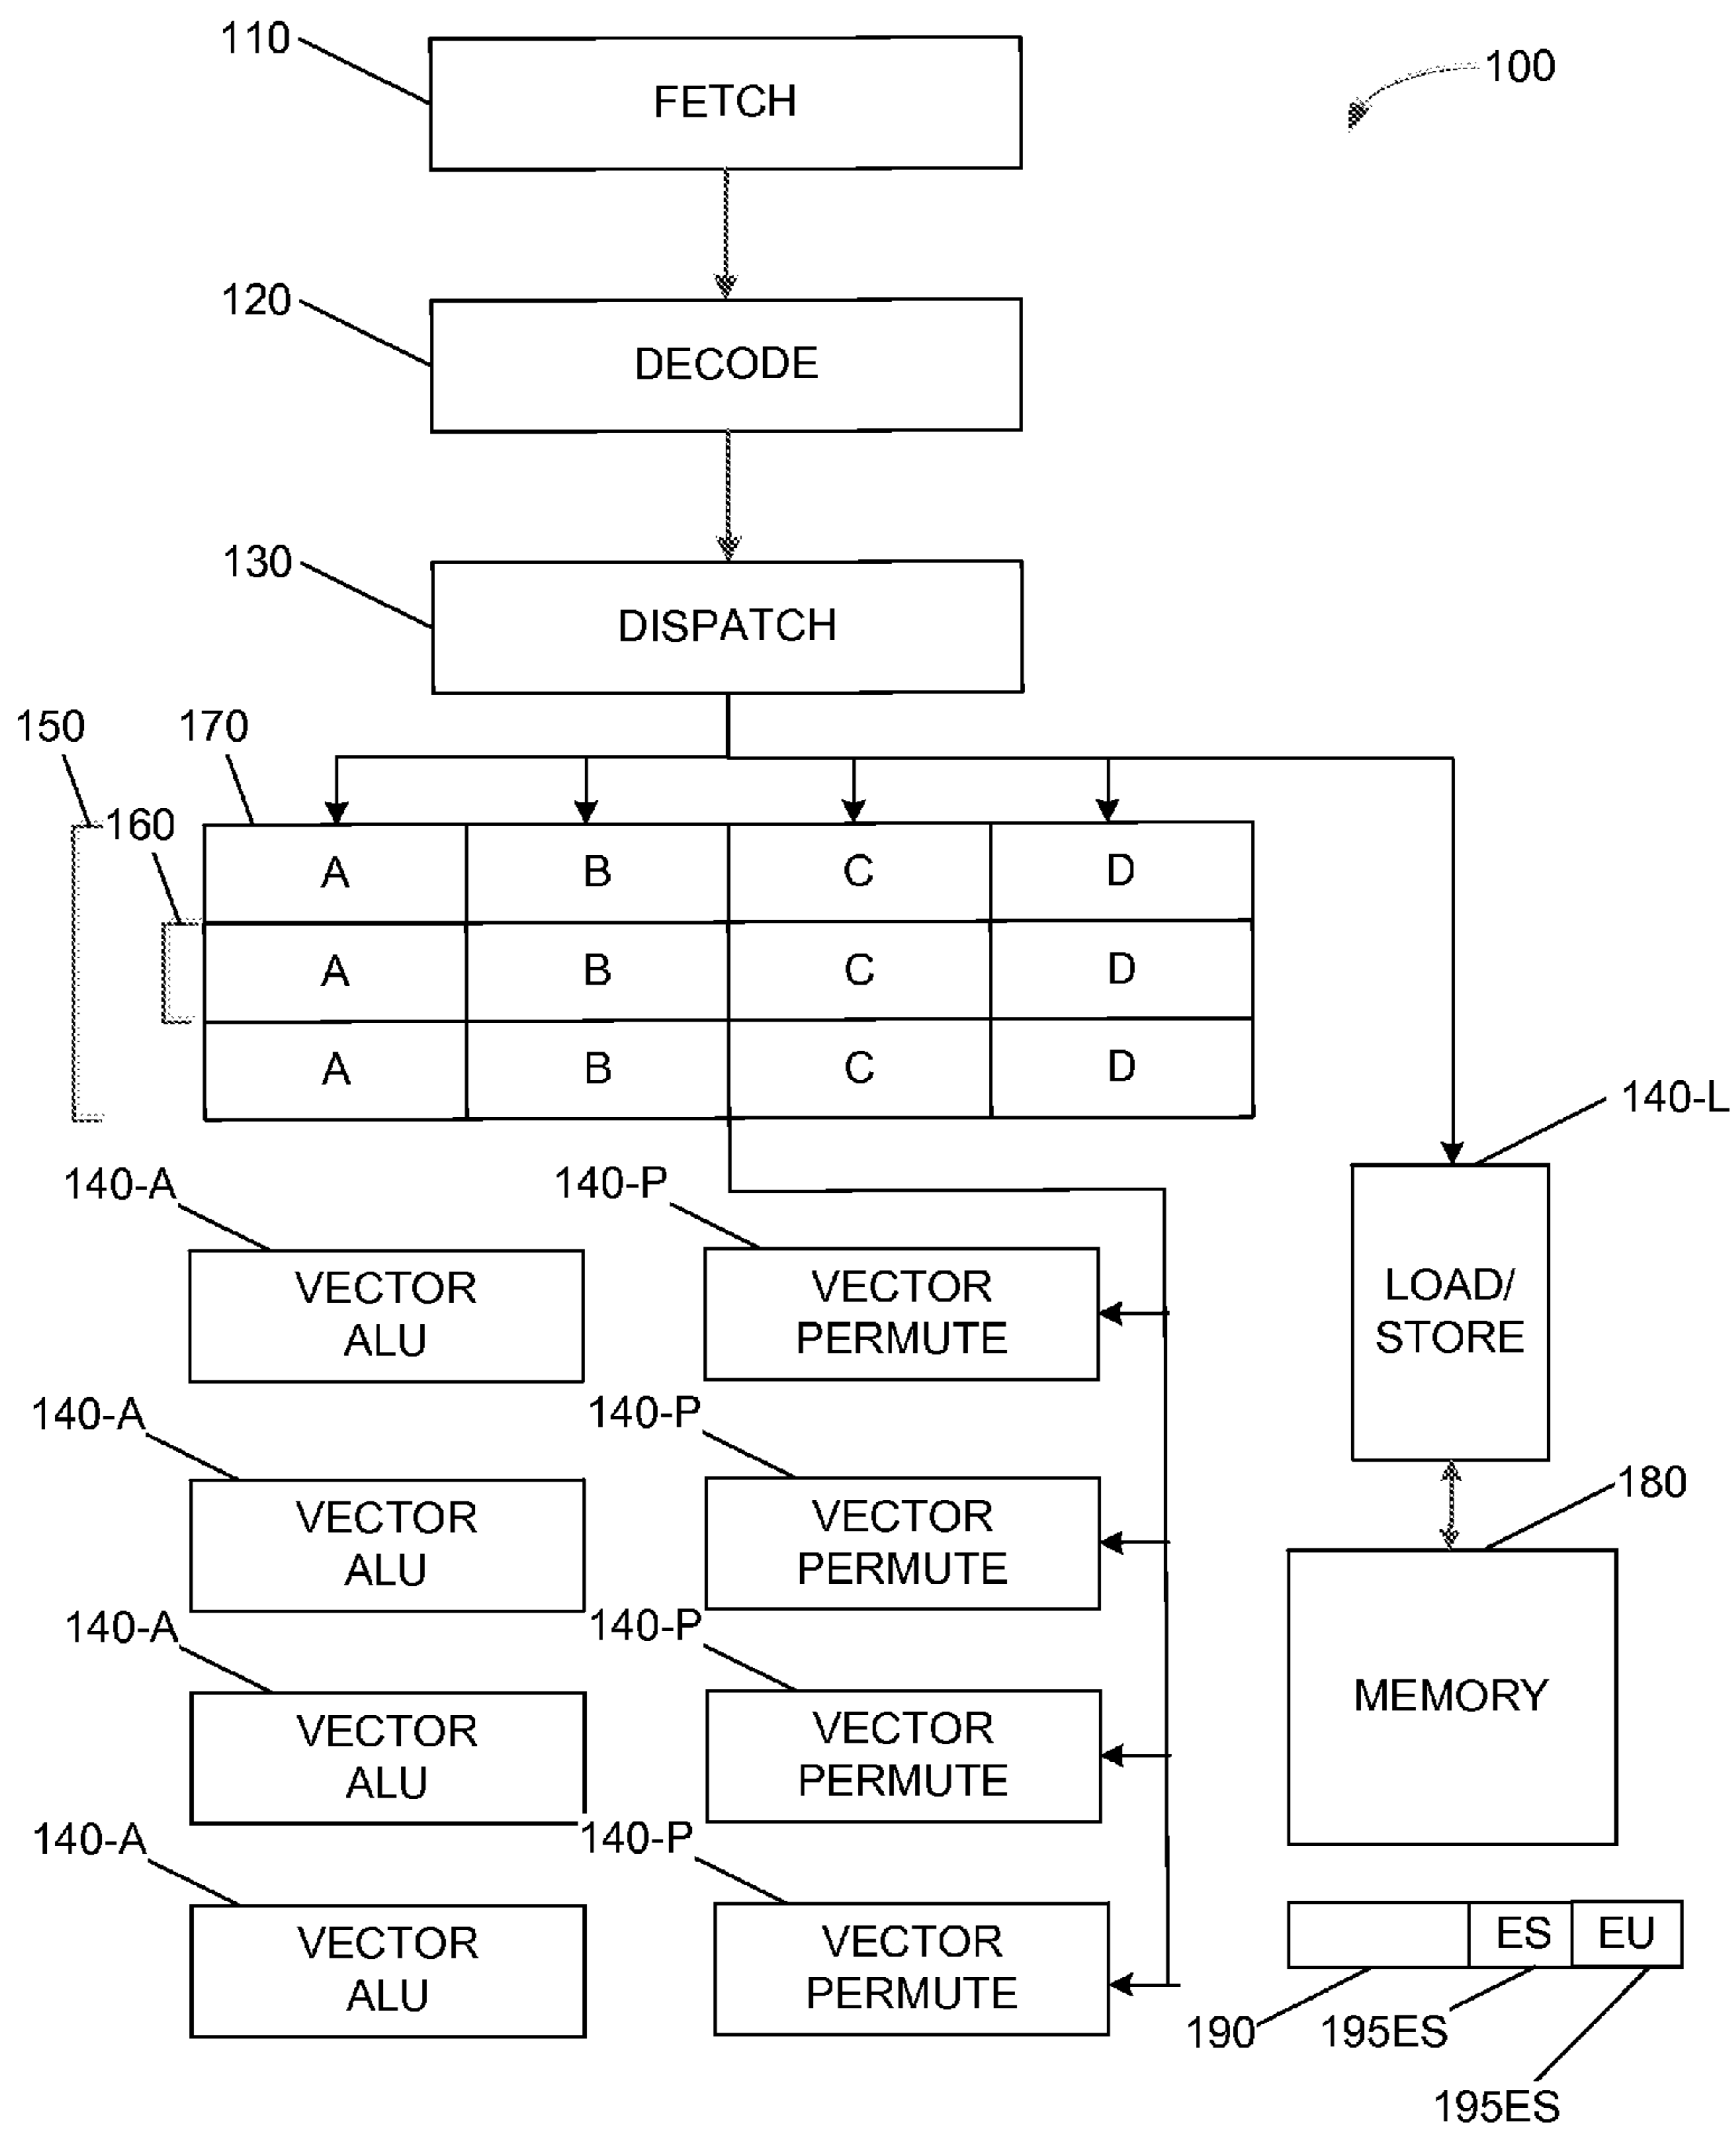 110
FETCH
100
120
DECODE
130
DISPATCH
150
170
160
A B C D
A B C D
A B C D
140-L
140-A
140-P
VECTOR
ALU
VECTOR
PERMUTE
LOAD/
STORE
140-A
140-P
VECTOR
ALU
VECTOR
PERMUTE
180
140-A
140-P
VECTOR
ALU
VECTOR
PERMUTE
MEMORY
140-A
140-P
VECTOR
ALU
VECTOR
PERMUTE
ES EU
190
195ES
195ES